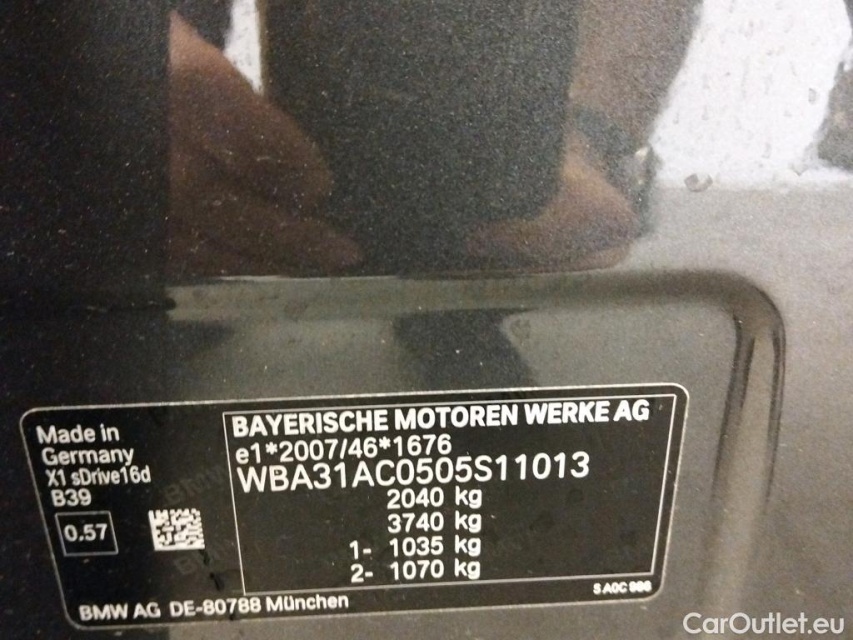 Made in
Germany
X1 sDrive16d
B39
0.57
BAYERISCHE MOTOREN WERKE AG
e1*2007/46*1676
WBA31AC0505S11013
2040 kg
3740 kg
1- 1035 kg
2- 1070 kg
BMW AG DE-80788 München
CarOutlet.eu